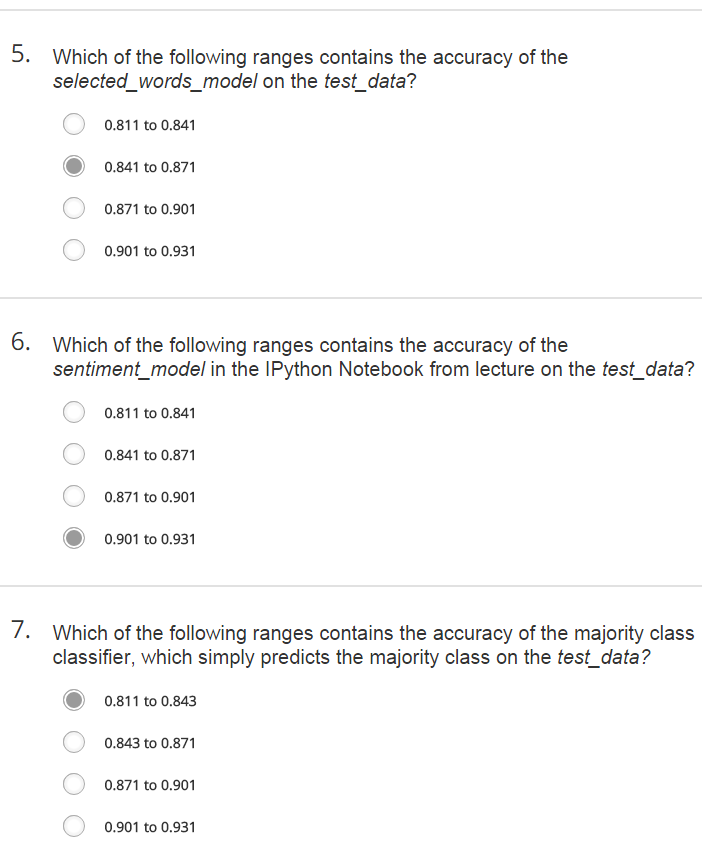 5. Which of the following ranges contains the accuracy of the
selected_words_model on the test_data?
0.811 to 0.841
0.841 to 0.871
0.871 to 0.901
0.901 to 0.931
6. Which of the following ranges contains the accuracy of the
sentiment_model in the IPython Notebook from lecture on the test_data?
0.811 to 0.841
0.841 to 0.871
0.871 to 0.901
0.901 to 0.931
7. Which of the following ranges contains the accuracy of the majority class
classifier, which simply predicts the majority class on the test_data?
0.811 to 0.843
0.843 to 0.871
0.871 to 0.901
0.901 to 0.931